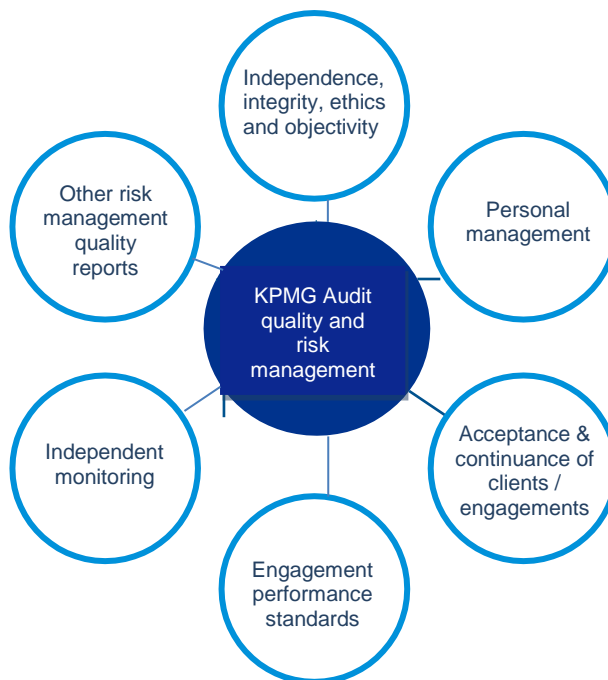 Independence,
integrity, ethics
and objectivity
Other risk
management
quality
reports
Personal
management
KPMG Audit
quality and
risk
management
Independent
monitoring
Acceptance &
continuance of
clients /
engagements
Engagement
performance
standards